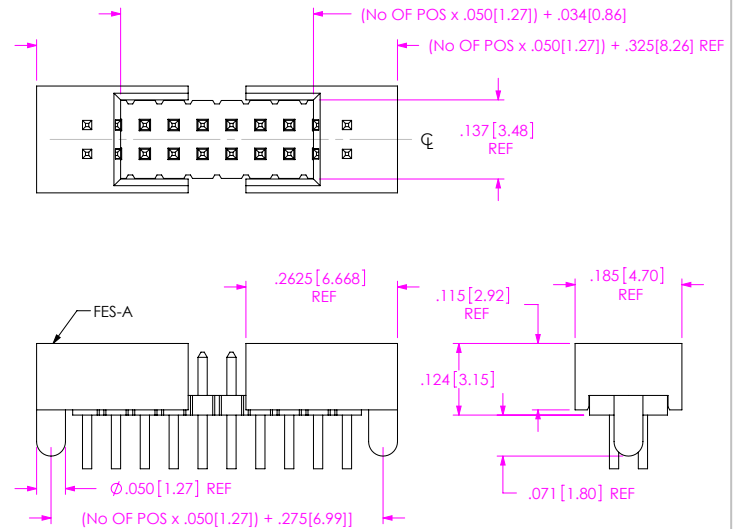 (No OF POS x .050[1.27]) + .034[0.86]
(No OF POS x .050[1.27]) + .325[8.26] REF
.137[3.48]
REF
℄
.2625[6.668]
REF
.115[2.92]
REF
.185[4.70]
REF
FES-A
.124[3.15]
Ø.050[1.27] REF
.071[1.80] REF
(No OF POS x .050[1.27]) + .275[6.99]]